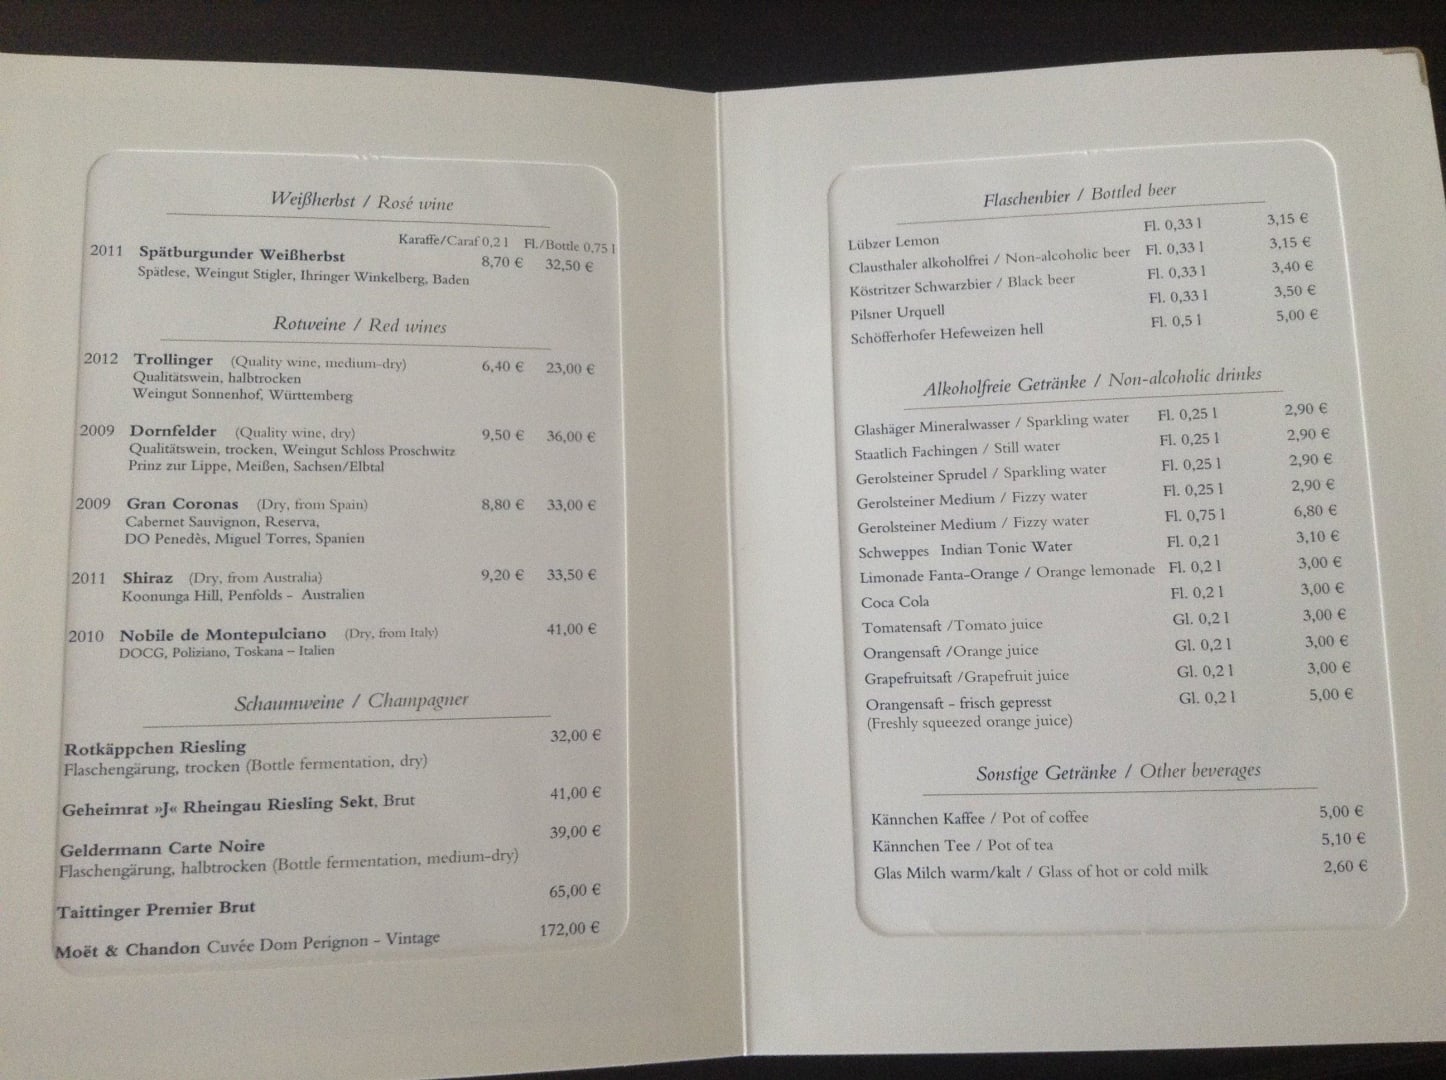 Weißherbst / Rosé wine
Karaffe/Caraf 0,2 l Fl./Bottle 0,75 l
2011 Spätburgunder Weißherbst 8,70 € 32,50 €
Spätlese, Weingut Stigler, Ihringer Winkelberg, Baden
Rotweine / Red wines
2012 Trollinger (Quality wine, medium-dry) 6,40 € 23,00 €
Qualitätswein, halbtrocken
Weingut Sonnenhof, Württemberg
2009 Dornfelder (Quality wine, dry) 9,50 € 36,00 €
Qualitätswein, trocken, Weingut Schloss Proschwitz
Prinz zur Lippe, Meißen, Sachsen/Elbtal
2009 Gran Coronas (Dry, from Spain) 8,80 € 33,00 €
Cabernet Sauvignon, Reserva,
DO Penedès, Miguel Torres, Spanien
2011 Shiraz (Dry, from Australia) 9,20 € 33,50 €
Koonunga Hill, Penfolds – Australien
2010 Nobile de Montepulciano (Dry, from Italy) 41,00 €
DOCG, Poliziano, Toskana – Italien
Schaumweine / Champagner
Rotkäppchen Riesling 32,00 €
Flaschengärung, trocken (Bottle fermentation, dry)
Geheimrat »J« Rheingau Riesling Sekt, Brut 41,00 €
Geldermann Carte Noire 39,00 €
Flaschengärung, halbtrocken (Bottle fermentation, medium-dry)
Taittinger Premier Brut 65,00 €
Moët & Chandon Cuvée Dom Perignon – Vintage 172,00 €
Flaschenbier / Bottled beer
Lübzer Lemon Fl. 0,33 l 3,15 €
Clausthaler alkoholfrei / Non-alcoholic beer Fl. 0,33 l 3,15 €
Köstritzer Schwarzbier / Black beer Fl. 0,33 l 3,40 €
Pilsner Urquell Fl. 0,33 l 3,50 €
Schöfferhofer Hefeweizen hell Fl. 0,5 l 5,00 €
Alkoholfreie Getränke / Non-alcoholic drinks
Glashäger Mineralwasser / Sparkling water Fl. 0,25 l 2,90 €
Staatlich Fachingen / Still water Fl. 0,25 l 2,90 €
Gerolsteiner Sprudel / Sparkling water Fl. 0,25 l 2,90 €
Gerolsteiner Medium / Fizzy water Fl. 0,25 l 2,90 €
Gerolsteiner Medium / Fizzy water Fl. 0,75 l 6,80 €
Schweppes Indian Tonic Water Fl. 0,2 l 3,10 €
Limonade Fanta-Orange / Orange lemonade Fl. 0,2 l 3,00 €
Coca Cola Fl. 0,2 l 3,00 €
Tomatensaft /Tomato juice Gl. 0,2 l 3,00 €
Orangensaft /Orange juice Gl. 0,2 l 3,00 €
Grapefruitsaft /Grapefruit juice Gl. 0,2 l 3,00 €
Orangensaft – frisch gepresst Gl. 0,2 l 5,00 €
(Freshly squeezed orange juice)
Sonstige Getränke / Other beverages
Kännchen Kaffee / Pot of coffee 5,00 €
Kännchen Tee / Pot of tea 5,10 €
Glas Milch warm/kalt / Glass of hot or cold milk 2,60 €